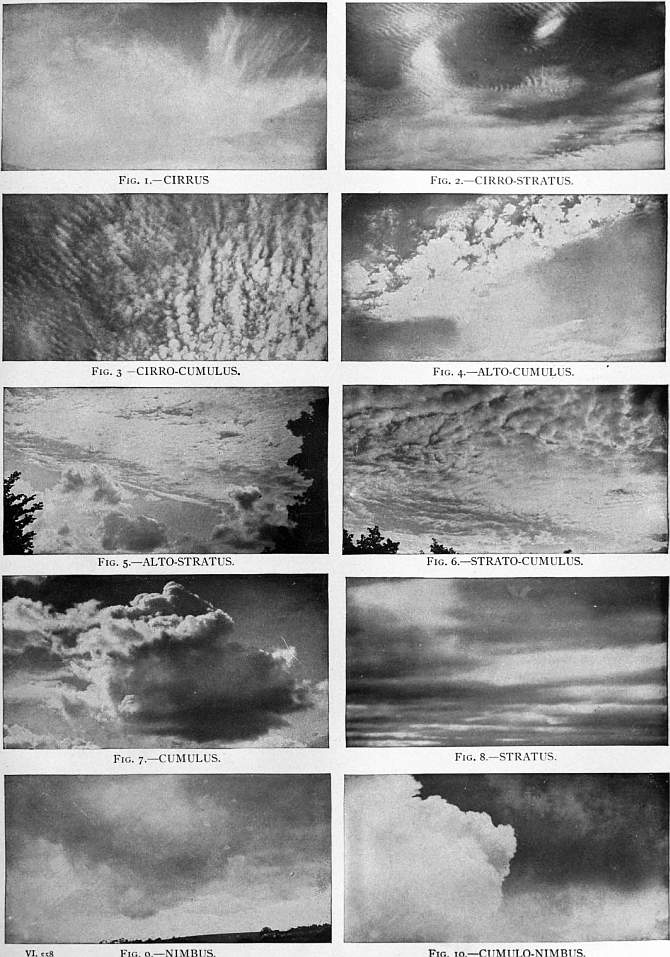 Fig. 1.—CIRRUS
Fig. 2.—CIRRO-STRATUS.
Fig. 3 —CIRRO-CUMULUS.
Fig. 4.—ALTO-CUMULUS.
Fig. 5.—ALTO-STRATUS.
Fig. 6.—STRATO-CUMULUS.
Fig. 7.—CUMULUS.
Fig. 8.—STRATUS.
VI. 558
Fig. 9.—NIMBUS.
Fig. 10.—CUMULO-NIMBUS.